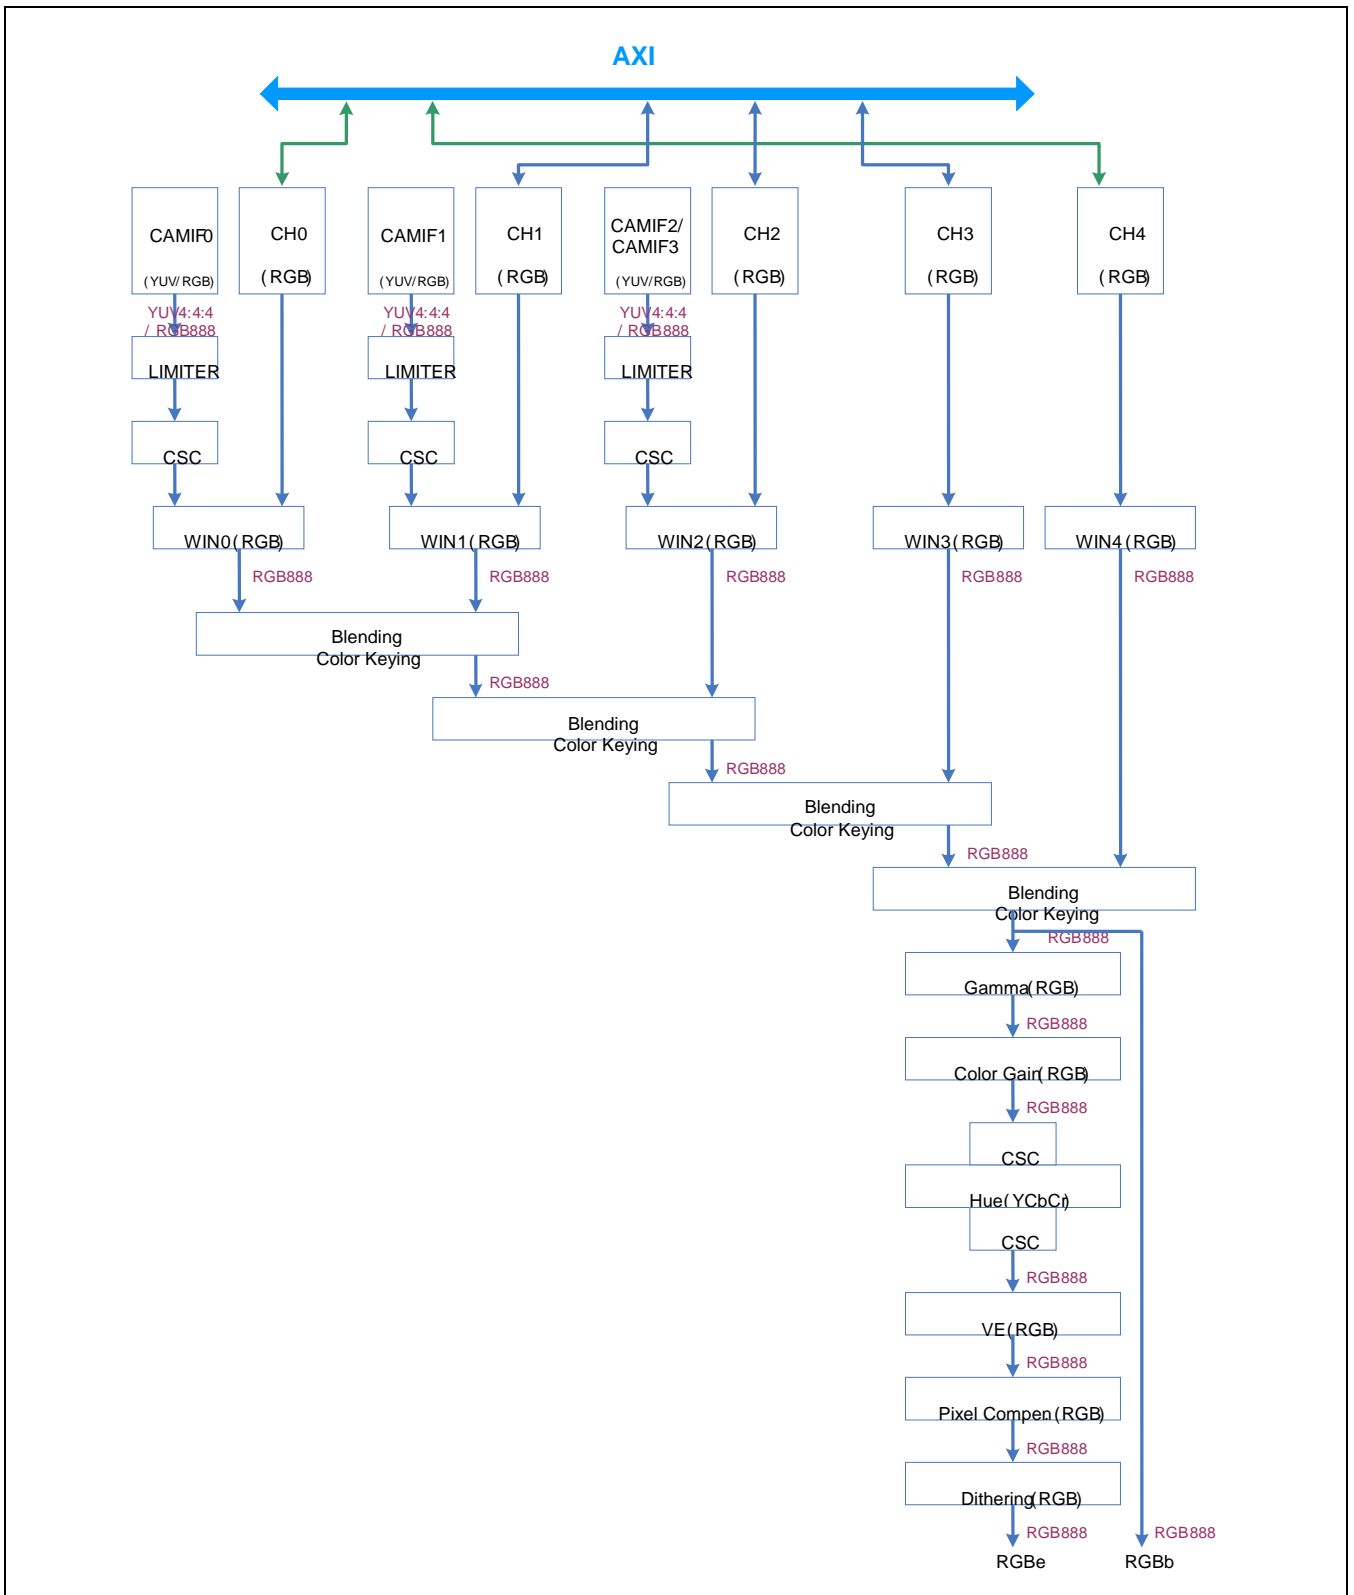 AXI
CAMIF0
(YUV/RGB)
CH0
(RGB)
CAMIF1
(YUV/RGB)
CH1
(RGB)
CAMIF2/
CAMIF3
(YUV/RGB)
CH2
(RGB)
CH3
(RGB)
CH4
(RGB)
YUV4:4:4
/ RGB888
YUV4:4:4
/ RGB888
YUV4:4:4
/ RGB888
LIMITER
LIMITER
LIMITER
CSC
CSC
CSC
WIN0(RGB)
WIN1(RGB)
WIN2(RGB)
WIN3(RGB)
WIN4(RGB)
RGB888
RGB888
RGB888
RGB888
RGB888
Blending
Color Keying
RGB888
Blending
Color Keying
RGB888
Blending
Color Keying
RGB888
Blending
Color Keying
RGB888
Gamma(RGB)
RGB888
Color Gain(RGB)
RGB888
CSC
Hue(YCbCr)
CSC
RGB888
VE(RGB)
RGB888
Pixel Compen.(RGB)
RGB888
Dithering(RGB)
RGB888
RGB888
RGBe
RGBb